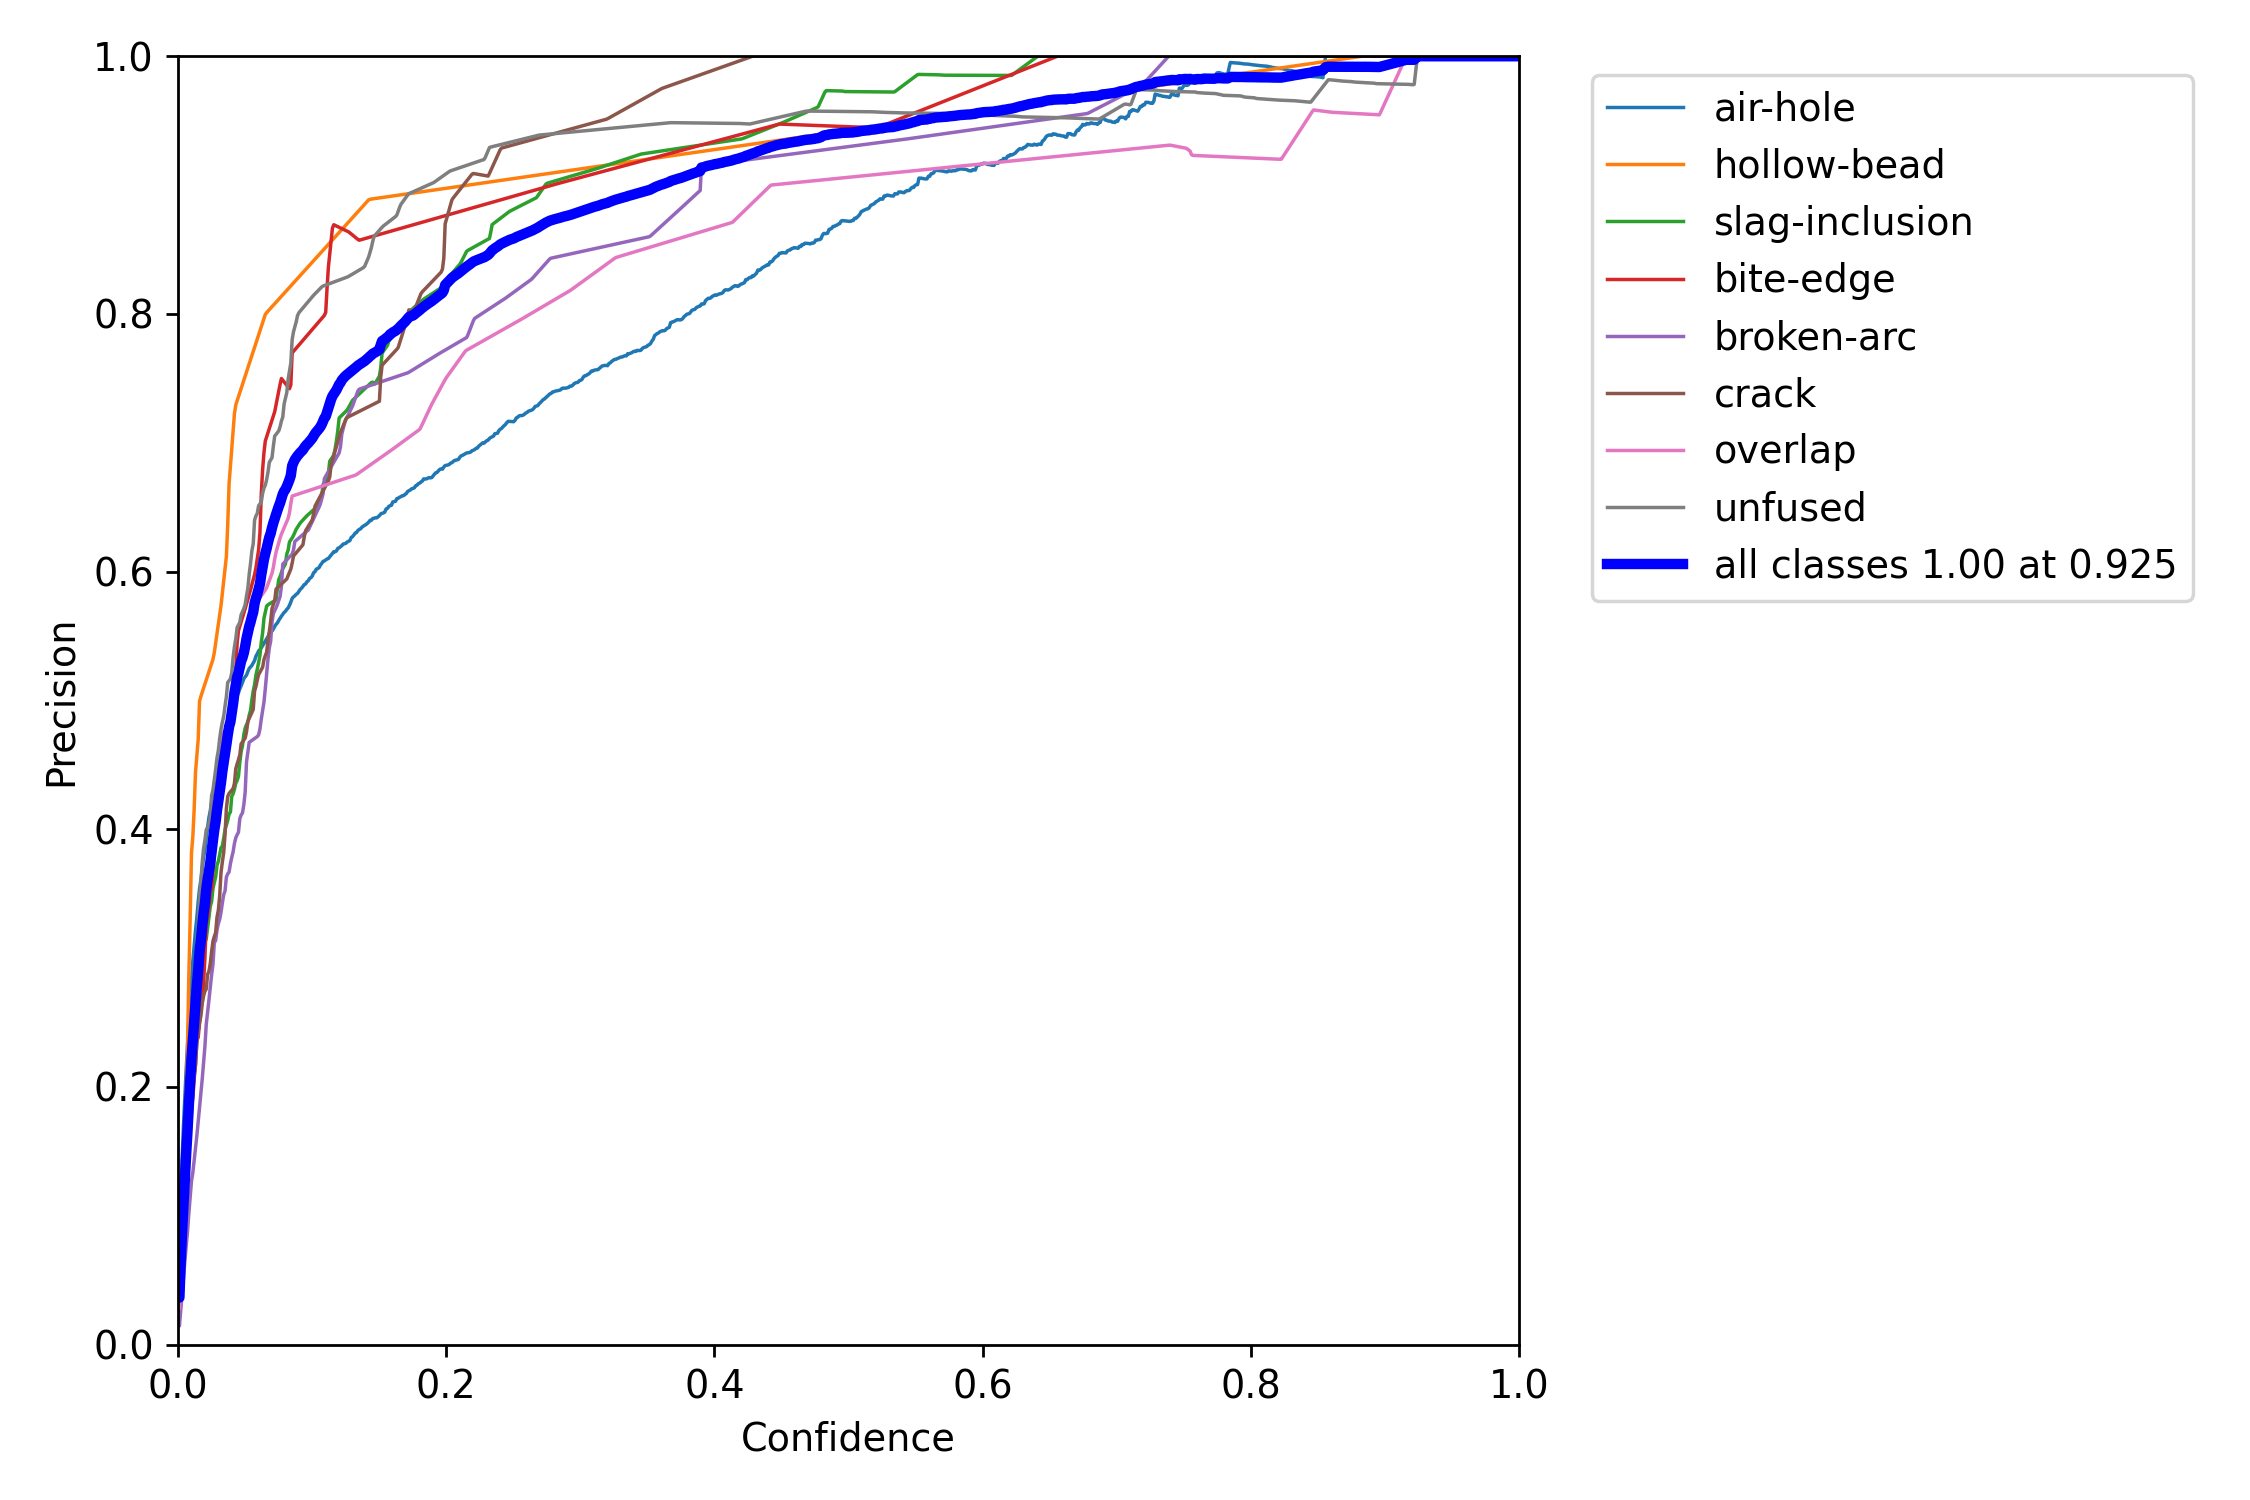 1.0
0.8
0.6
0.4
0.2
0.0
Precision
0.0 0.2 0.4 0.6 0.8 1.0
Confidence
air-hole
hollow-bead
slag-inclusion
bite-edge
broken-arc
crack
overlap
unfused
all classes 1.00 at 0.925